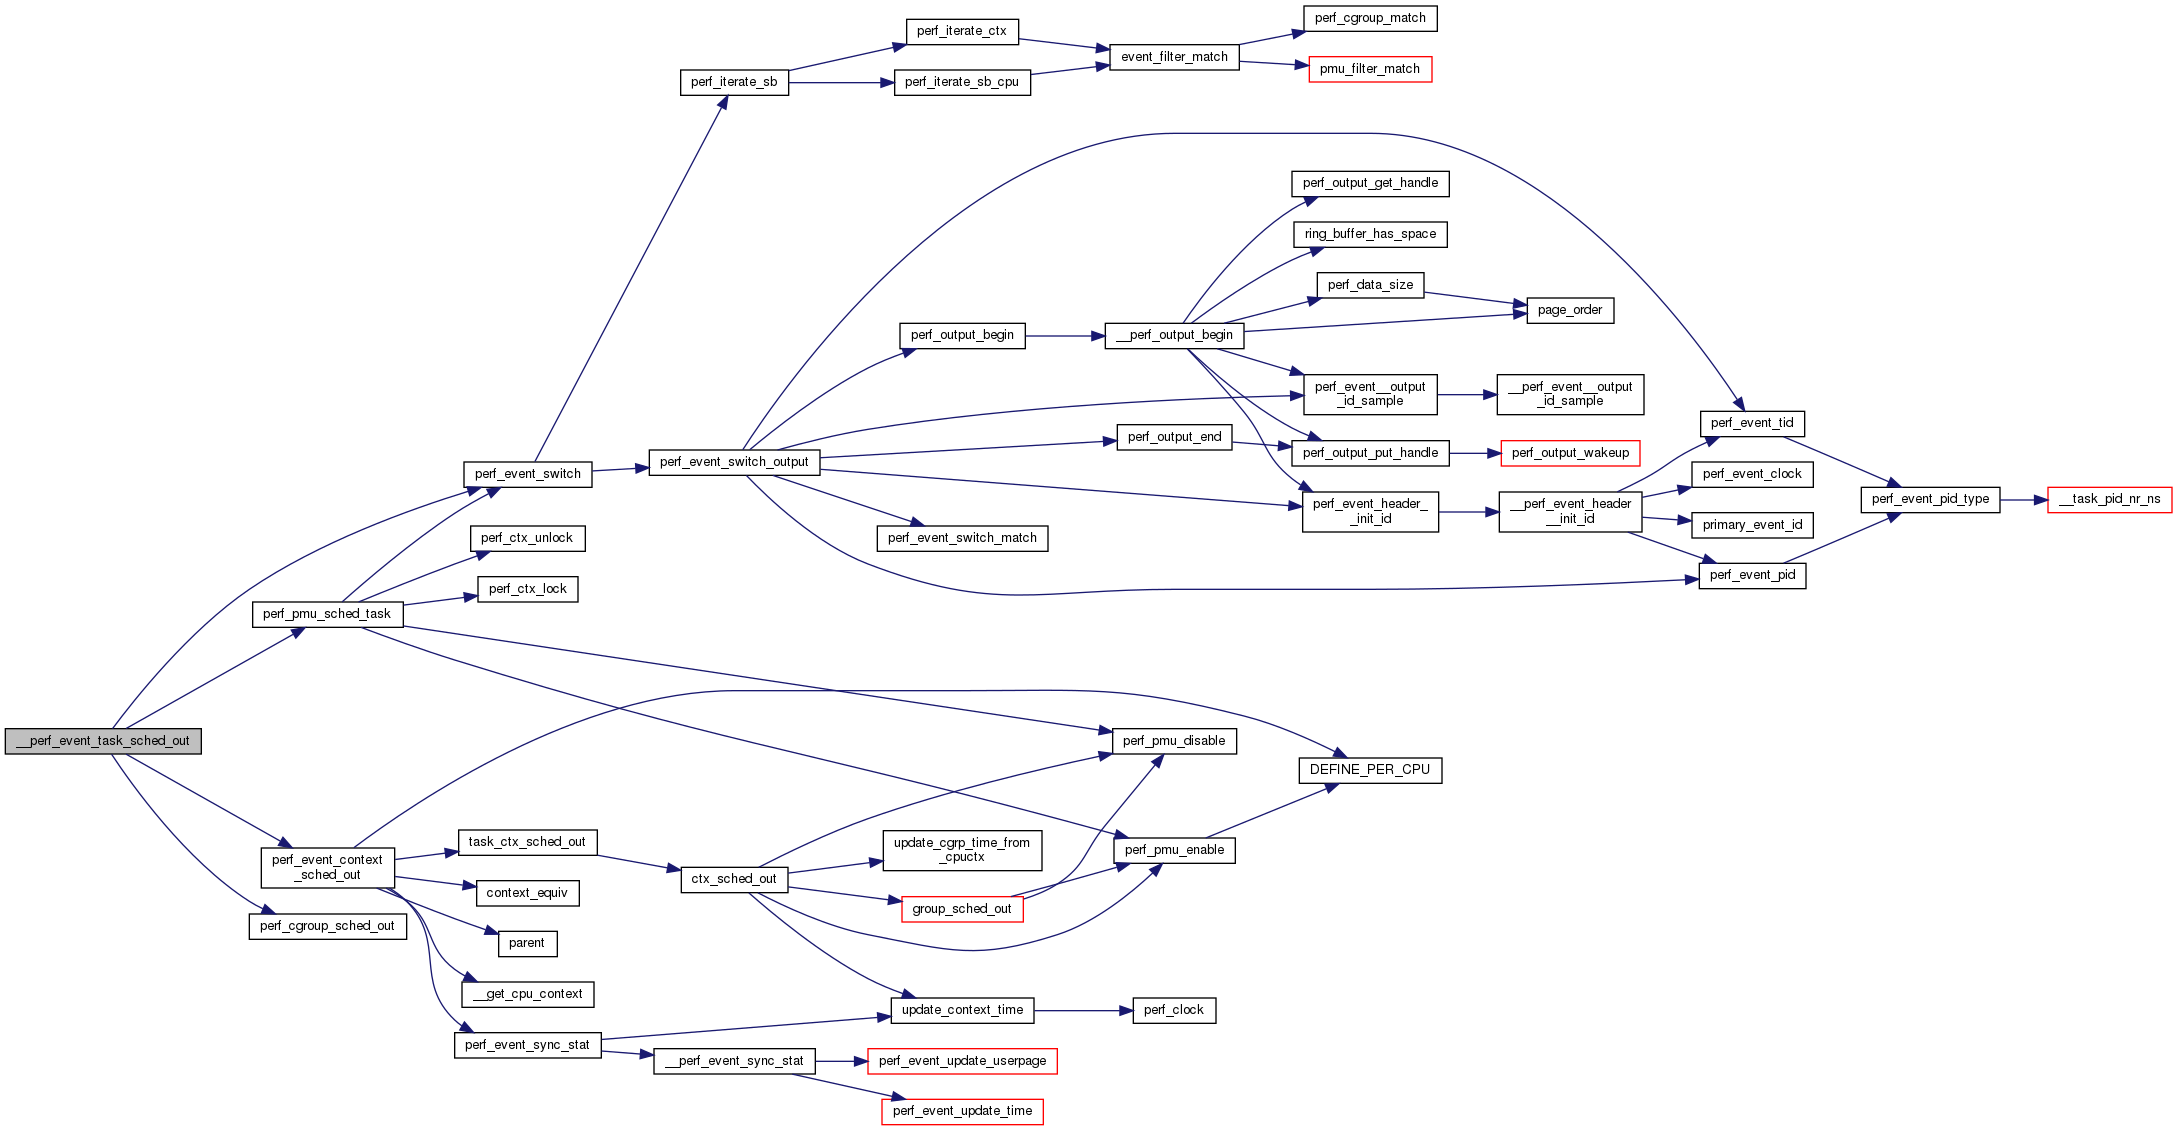 perf_cgroup_match
perf_iterate_ctx
event_filter_match
pmu_filter_match
perf_iterate_sb
perf_iterate_sb_cpu
perf_output_get_handle
ring_buffer_has_space
perf_data_size
page_order
perf_output_begin
__perf_output_begin
perf_event__output
_id_sample
__perf_event__output
_id_sample
perf_event_tid
perf_output_end
perf_output_put_handle
perf_output_wakeup
perf_event_switch_output
perf_event_switch
perf_event_clock
perf_event_header_
_init_id
__perf_event_header
__init_id
perf_event_pid_type
__task_pid_nr_ns
primary_event_id
perf_ctx_unlock
perf_event_switch_match
perf_event_pid
perf_ctx_lock
perf_pmu_sched_task
__perf_event_task_sched_out
perf_pmu_disable
DEFINE_PER_CPU
task_ctx_sched_out
update_cgrp_time_from
_cpuctx
perf_pmu_enable
perf_event_context
_sched_out
ctx_sched_out
context_equiv
group_sched_out
perf_cgroup_sched_out
parent
__get_cpu_context
update_context_time
perf_clock
perf_event_sync_stat
__perf_event_sync_stat
perf_event_update_userpage
perf_event_update_time